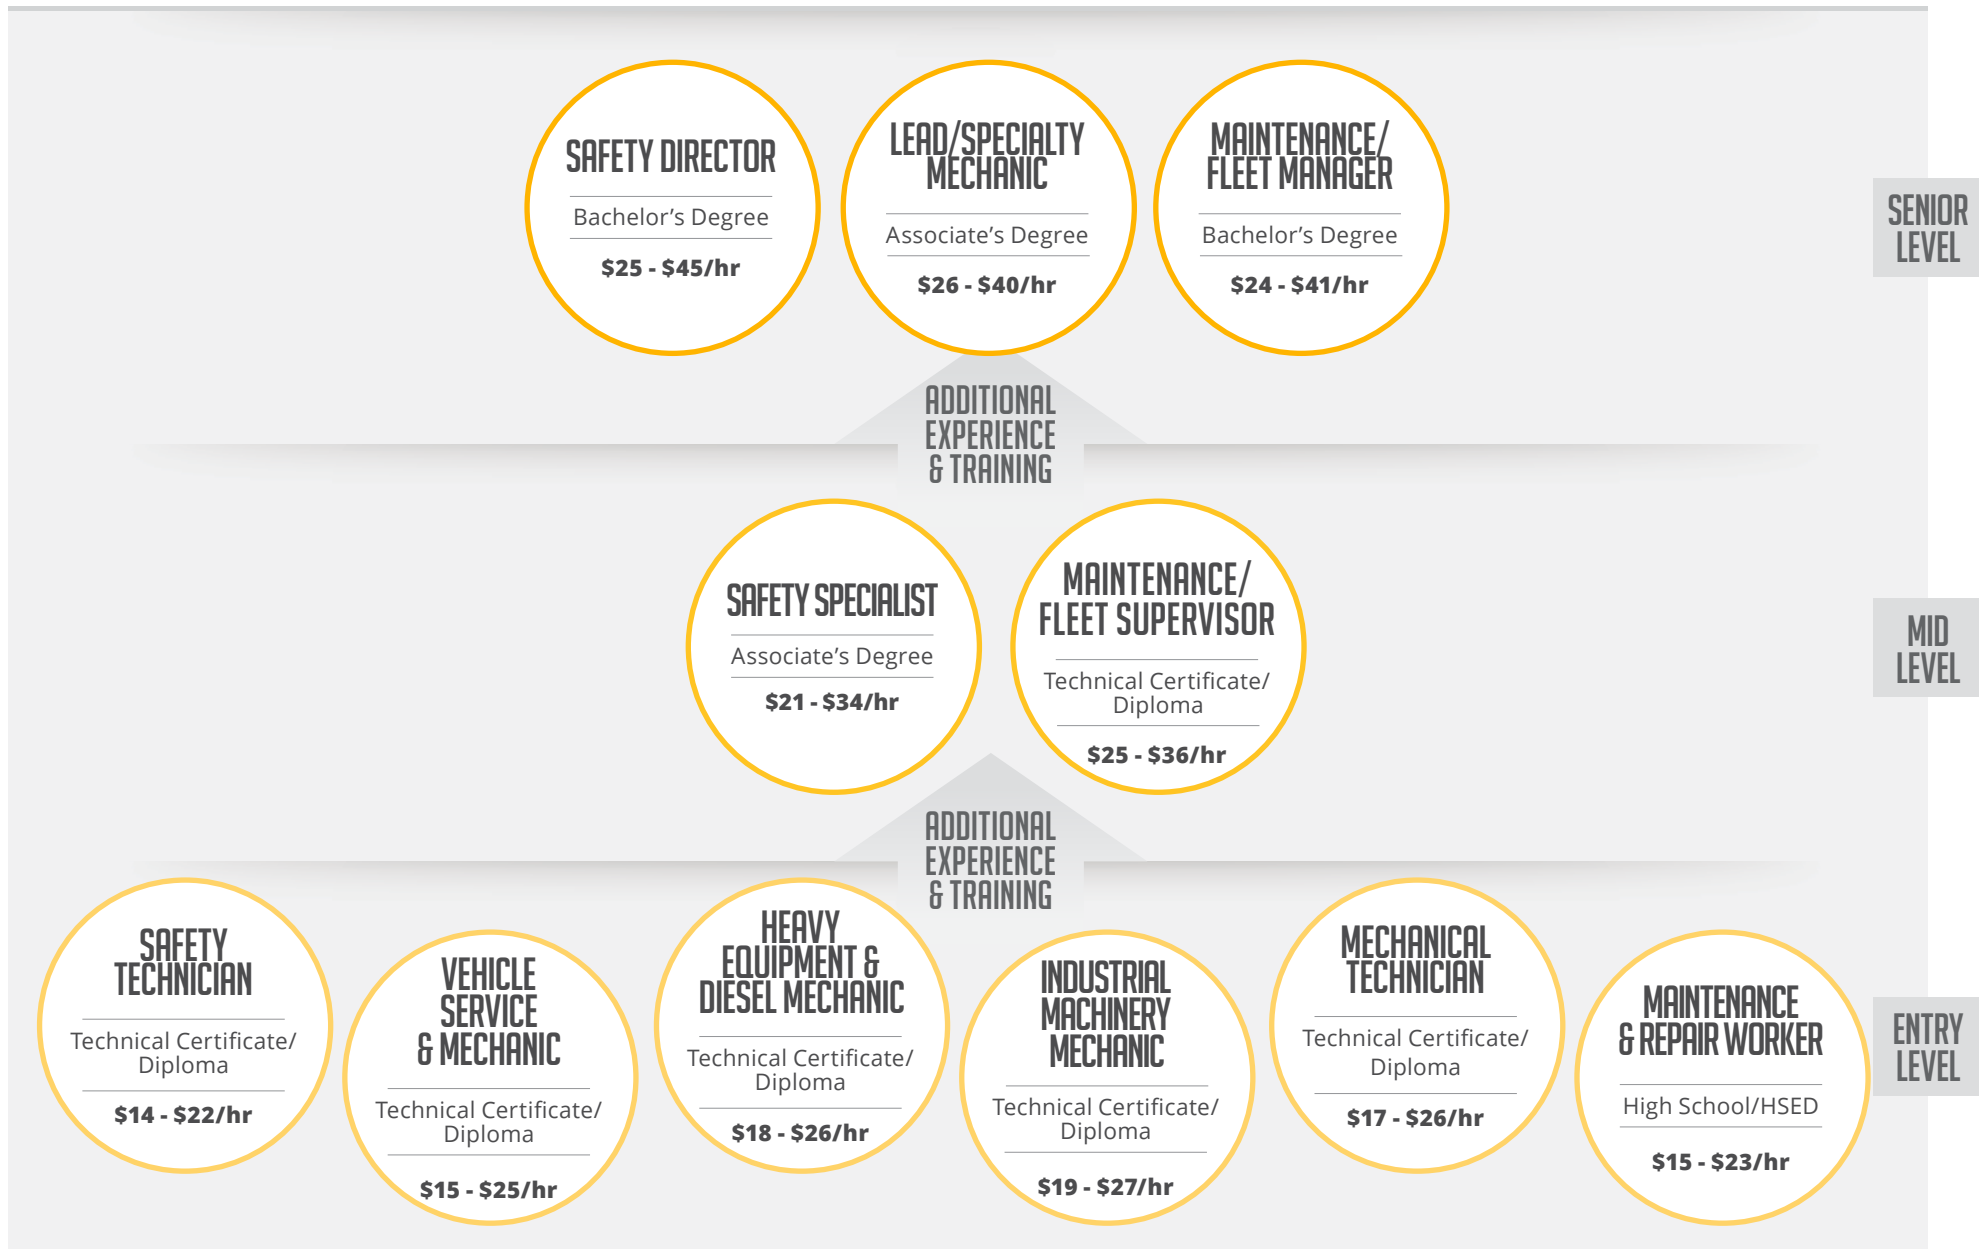 SAFETY DIRECTOR
Bachelor's Degree
$25 - $45/hr
LEAD/SPECIALTY
MECHANIC
Associate's Degree
$26 - $40/hr
MAINTENANCE/
FLEET MANAGER
Bachelor's Degree
$24 - $41/hr
SENIOR
LEVEL
ADDITIONAL
EXPERIENCE
& TRAINING
SAFETY SPECIALIST
Associate's Degree
$21 - $34/hr
MAINTENANCE/
FLEET SUPERVISOR
Technical Certificate/
Diploma
$25 - $36/hr
MID
LEVEL
ADDITIONAL
EXPERIENCE
& TRAINING
SAFETY
TECHNICIAN
Technical Certificate/
Diploma
$14 - $22/hr
VEHICLE
SERVICE
& MECHANIC
Technical Certificate/
Diploma
$15 - $25/hr
HEAVY
EQUIPMENT &
DIESEL MECHANIC
Technical Certificate/
Diploma
$18 - $26/hr
INDUSTRIAL
MACHINERY
MECHANIC
Technical Certificate/
Diploma
$19 - $27/hr
MECHANICAL
TECHNICIAN
Technical Certificate/
Diploma
$17 - $26/hr
MAINTENANCE
& REPAIR WORKER
High School/HSED
$15 - $23/hr
ENTRY
LEVEL